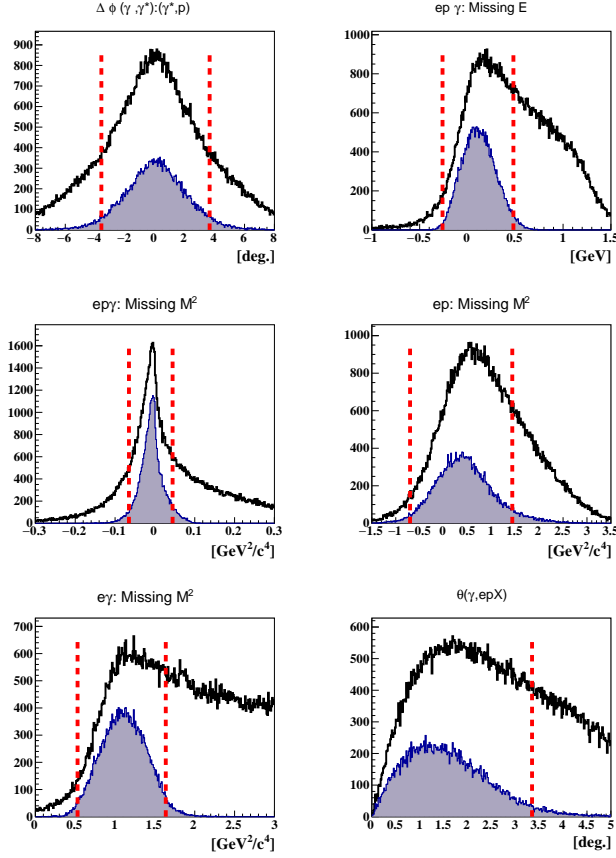 Δ ϕ (γ ,γ*):(γ*,p)
ep γ: Missing E
900
800
700
600
500
400
300
200
100
0
−8 −6 −4 −2 0 2 4 6 8
[deg.]
1000
800
600
400
200
0
−1 −0.5 0 0.5 1 1.5
[GeV]
epγ: Missing M²
ep: Missing M²
1600
1400
1200
1000
800
600
400
200
0
−0.3 −0.2 −0.1 0 0.1 0.2 0.3
[GeV²/c⁴]
1000
800
600
400
200
0
−1.5 −1 −0.5 0 0.5 1 1.5 2 2.5 3 3.5
[GeV²/c⁴]
eγ: Missing M²
θ(γ,epX)
700
600
500
400
300
200
100
0
0 0.5 1 1.5 2 2.5 3
[GeV²/c⁴]
600
500
400
300
200
100
0
0 0.5 1 1.5 2 2.5 3 3.5 4 4.5 5
[deg.]